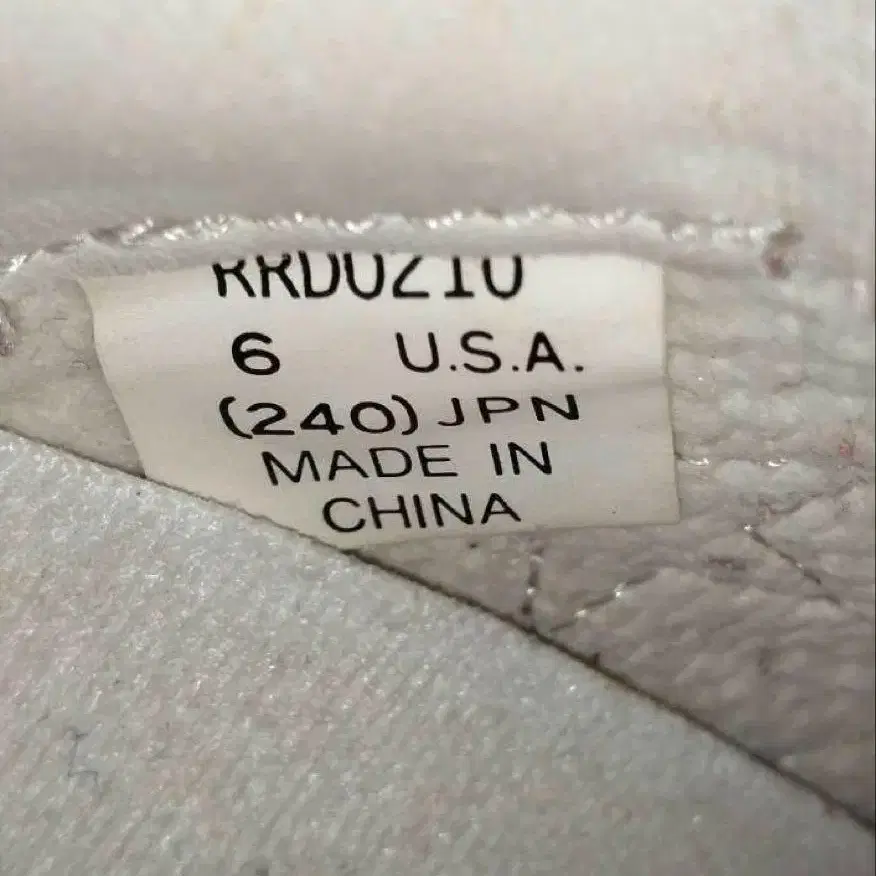 RRD0210
6 U.S.A.
(240) JPN
MADE IN
CHINA